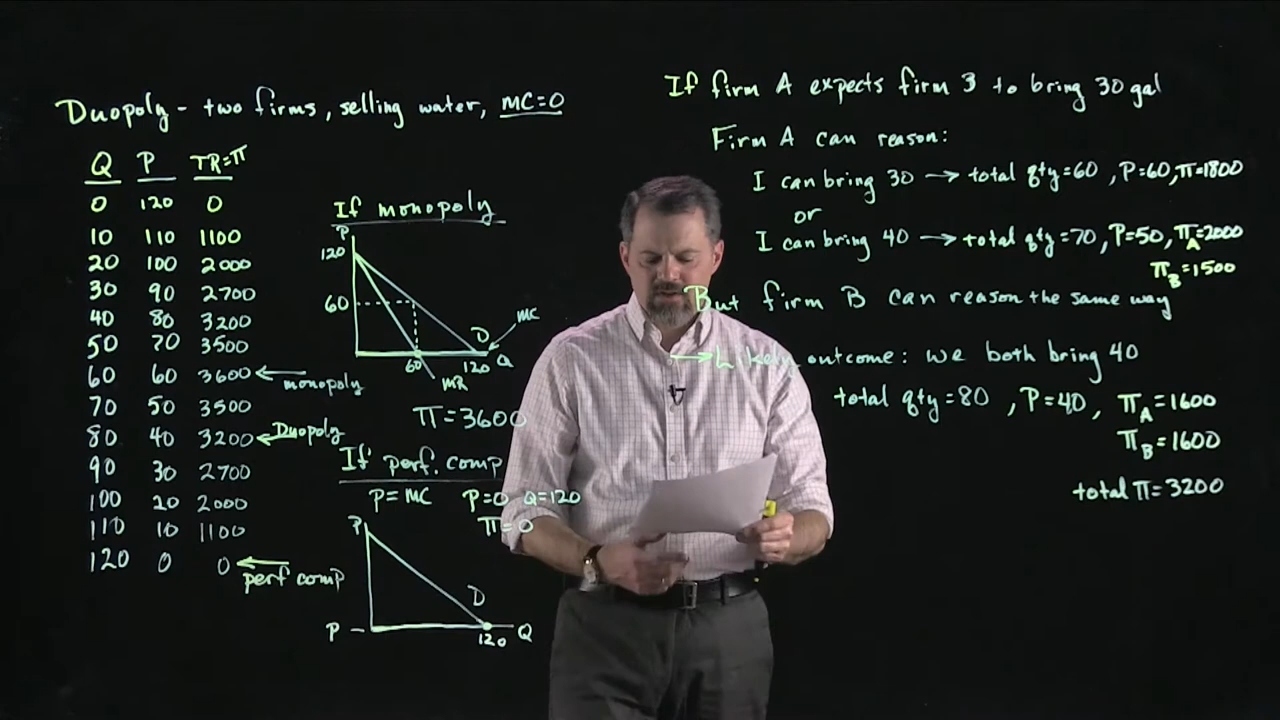 Duopoly - two firms, selling water, MC=0
Q P TR=π
0 120 0
10 110 1100
20 100 2000
30 90 2700
40 80 3200
50 70 3500
60 60 3600 ← monopoly
70 50 3500
80 40 3200 ← Duopoly
90 30 2700
100 20 2000
110 10 1100
120 0 0 ← perf comp
If monopoly
P
120
60
D
MC
60
120
Q
MR
π=3600
If perf. comp
P=MC P=0 Q=120
π=0
P
D
P
120
Q
If firm A expects firm 3 to bring 30 gal
Firm A can reason:
I can bring 30 → total qty=60, P=60, π=1800
or
I can bring 40 → total qty=70, P=50, πA=2000
πB=1500
But firm B can reason the same way
→ Likely outcome: we both bring 40
total qty=80, P=40, πA=1600
πB=1600
total π=3200